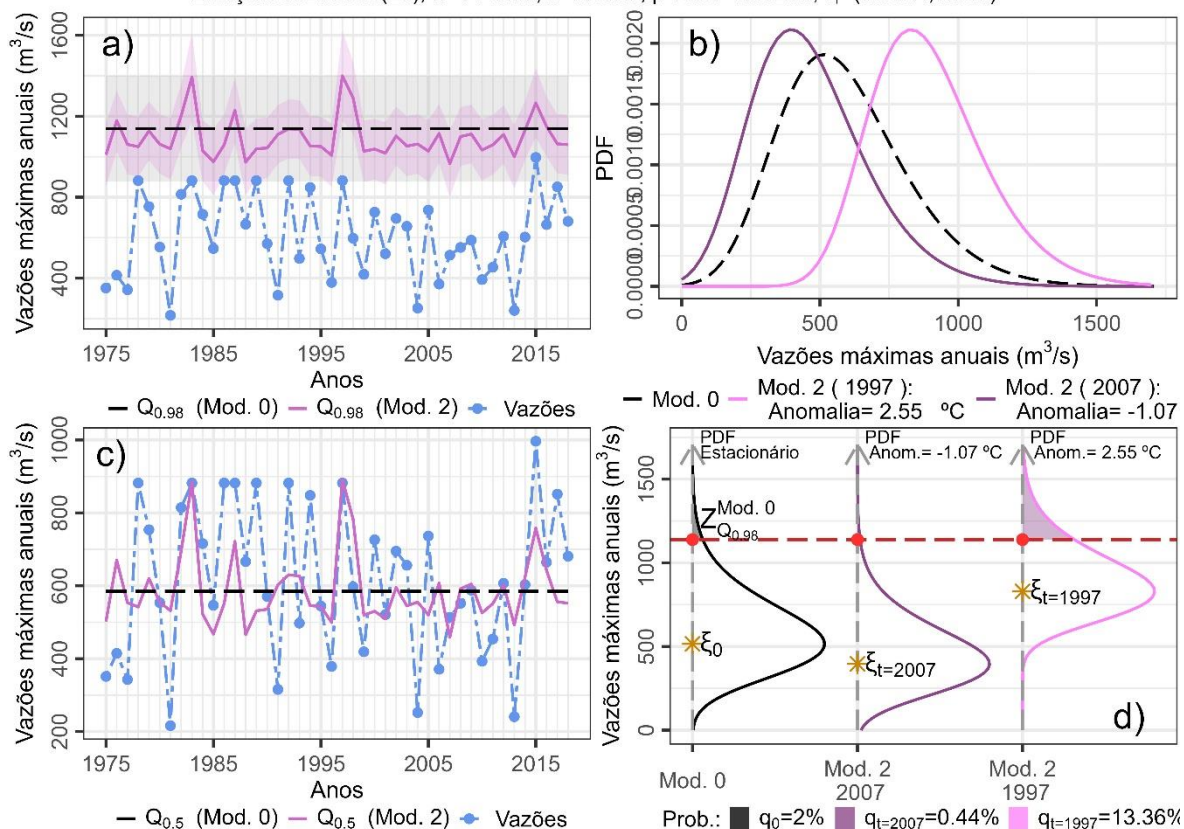 a)
Vazões máximas anuais (m³/s)
1600
1200
800
400
1975 1985 1995 2005 2015
Anos
Q0.98 (Mod. 0) Q0.98 (Mod. 2) Vazões
b)
PDF
0.0020
0.0015
0.0010
0.0005
0.0000
0 500 1000 1500
Vazões máximas anuais (m³/s)
Mod. 0 Mod. 2 ( 1997 ): Mod. 2 ( 2007 ):
Anomalia= 2.55 ºC Anomalia= -1.07
c)
Vazões máximas anuais (m³/s)
1000
800
600
400
200
1975 1985 1995 2005 2015
Anos
Q0.5 (Mod. 0) Q0.5 (Mod. 2) Vazões
d)
Vazões máximas anuais (m³/s)
1500
1000
500
0
PDF
Estacionário
PDF
Anom.= -1.07 ºC
PDF
Anom.= 2.55 ºC
Z Mod. 0 Q0.98
ξ0
ξt=2007
ξt=1997
Mod. 0
Mod. 2
2007
Mod. 2
1997
Prob.: q0=2% qt=2007=0.44% qt=1997=13.36%